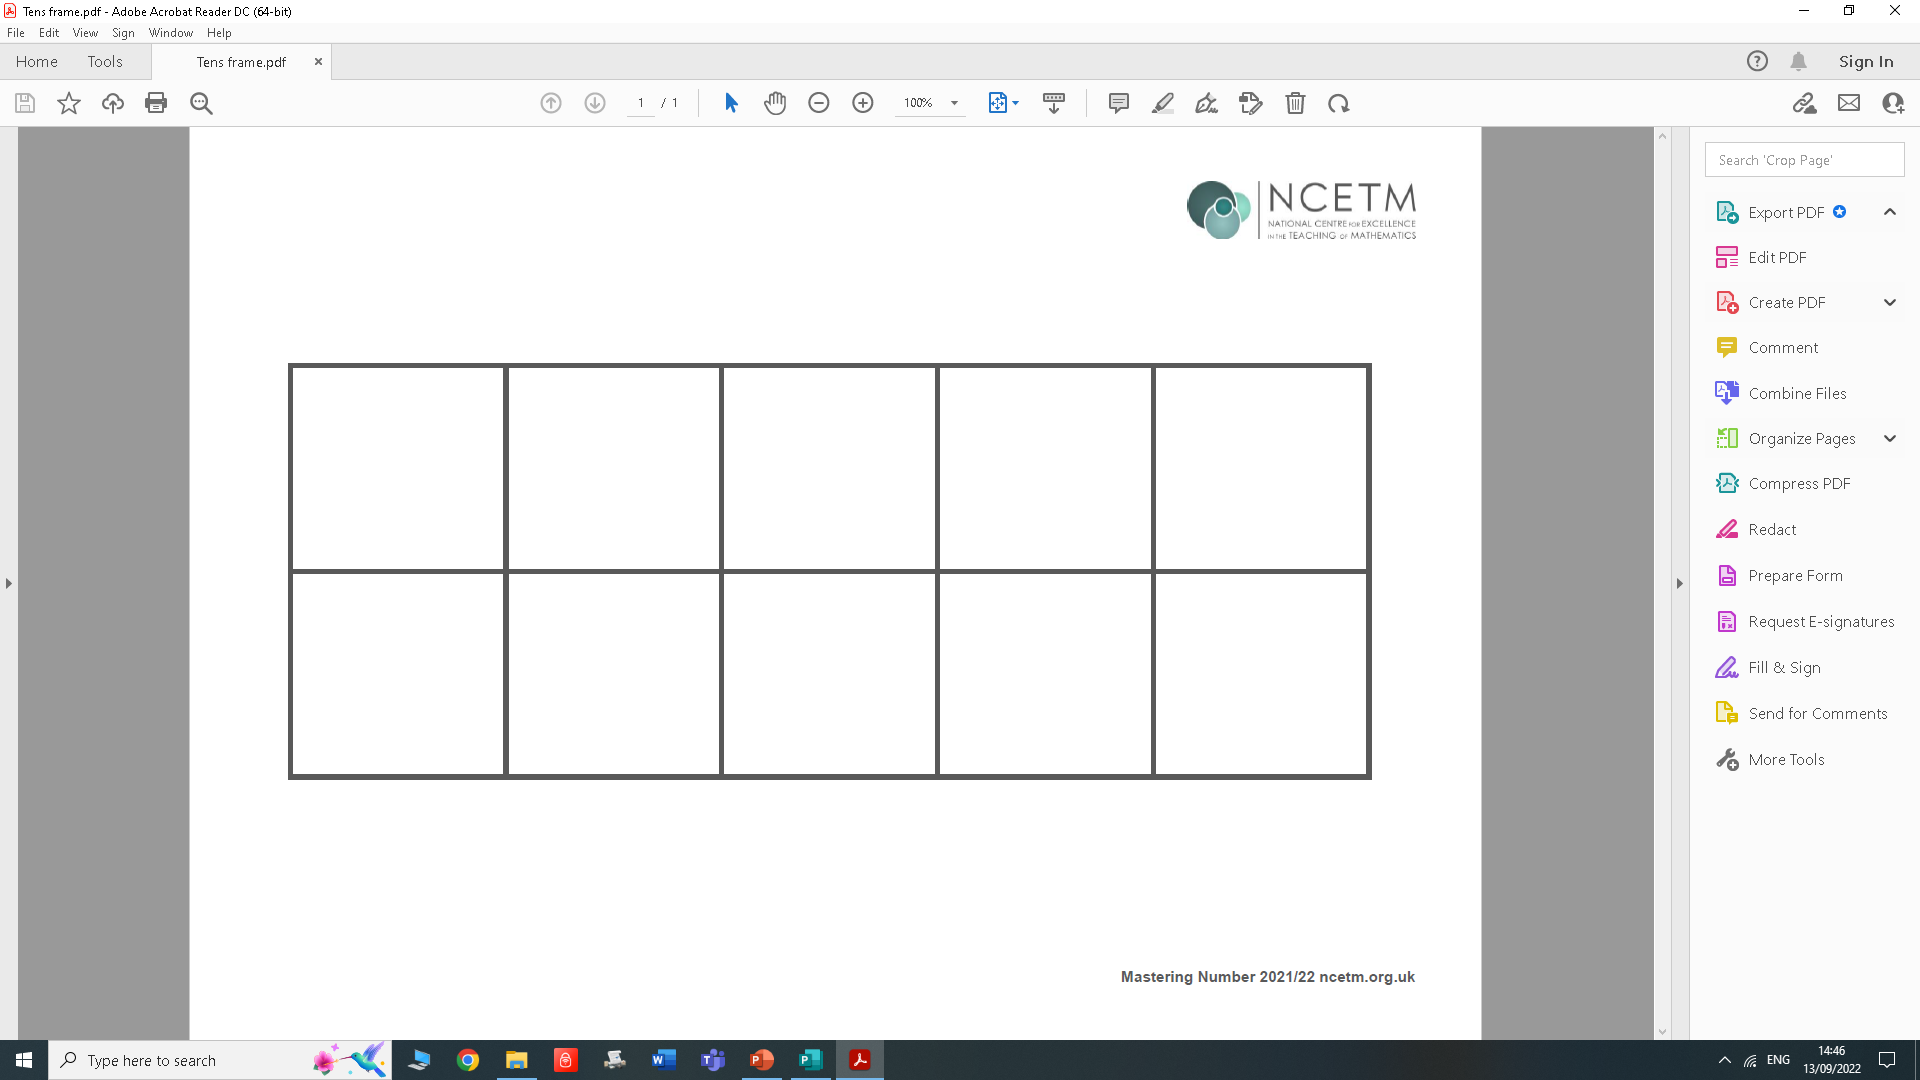 Tens frame.pdf - Adobe Acrobat Reader DC (64-bit)
File Edit View Sign Window Help
Home Tools Tens frame.pdf × Sign In
1 / 1 100%
Search 'Crop Page'
NCETM
NATIONAL CENTRE FOR EXCELLENCE
IN THE TEACHING OF MATHEMATICS
Export PDF
Edit PDF
Create PDF
Comment
Combine Files
Organize Pages
Compress PDF
Redact
Prepare Form
Request E-signatures
Fill & Sign
Send for Comments
More Tools
Mastering Number 2021/22 ncetm.org.uk
Type here to search
ENG
14:46
13/09/2022